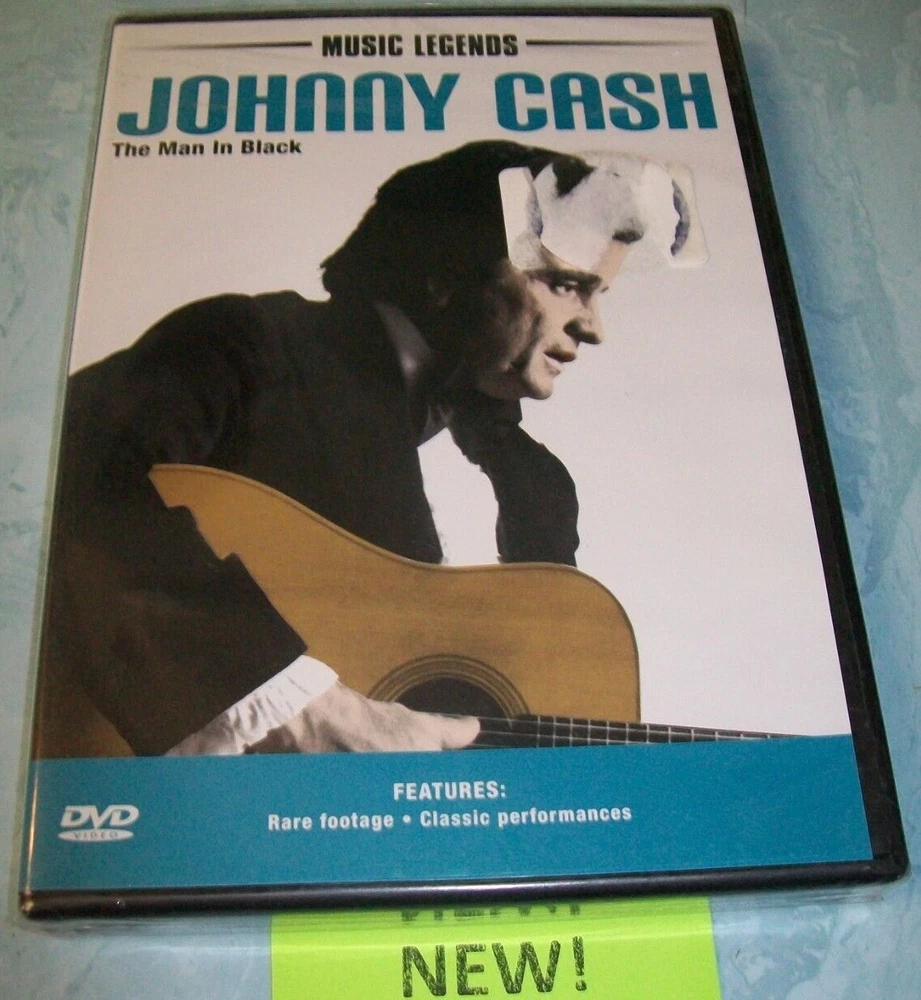 MUSIC LEGENDS
JOHNNY CASH
The Man In Black
FEATURES:
Rare footage • Classic performances
DVD
VIDEO
NEW!